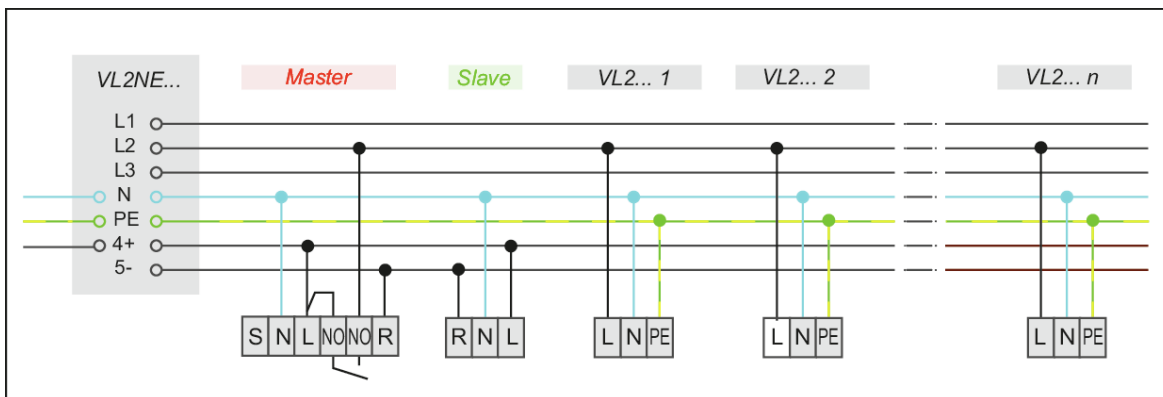 VL2NE... Master Slave VL2... 1 VL2... 2 VL2... n
L1
L2
L3
N
PE
4+
5-
S N L NO NO R R N L L N PE L N PE L N PE